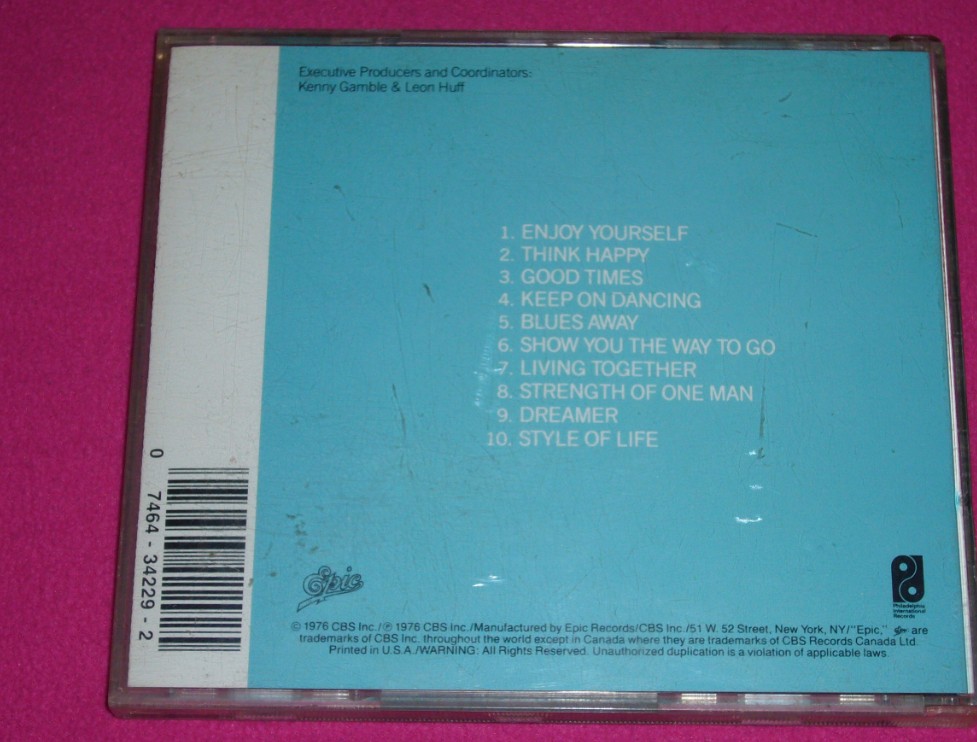 Executive Producers and Coordinators:
Kenny Gamble & Leon Huff
1. ENJOY YOURSELF
2. THINK HAPPY
3. GOOD TIMES
4. KEEP ON DANCING
5. BLUES AWAY
6. SHOW YOU THE WAY TO GO
7. LIVING TOGETHER
8. STRENGTH OF ONE MAN
9. DREAMER
10. STYLE OF LIFE
0 7464-34229-2
Epic
Philadelphia
International
Records
© 1976 CBS Inc./℗ 1976 CBS Inc./Manufactured by Epic Records/CBS Inc./51 W. 52 Street, New York, NY/"Epic," Epic are
trademarks of CBS Inc. throughout the world except in Canada where they are trademarks of CBS Records Canada Ltd.
Printed in U.S.A./WARNING: All Rights Reserved. Unauthorized duplication is a violation of applicable laws.